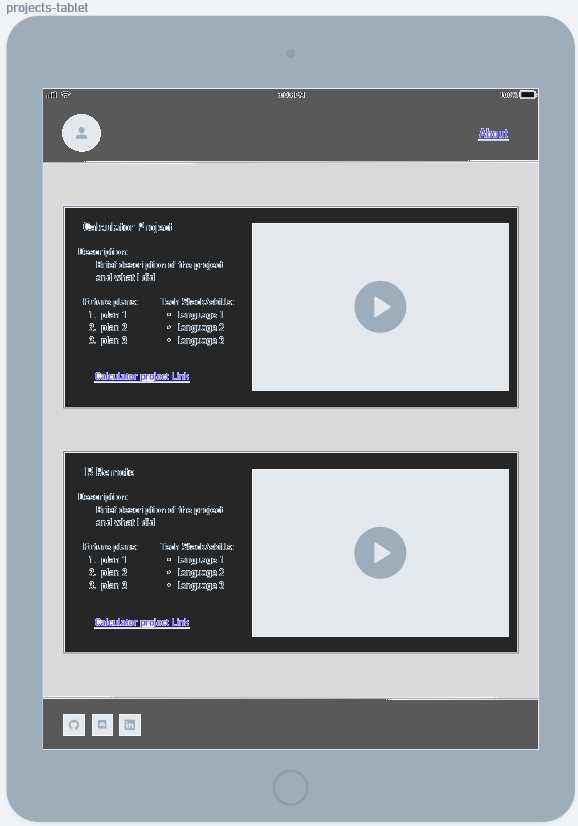 projects-tablet
100%
About
Calculator Project
Description:
Brief description of the project
and what I did
Future plans: Tech Stack/skills:
1. plan 1 Language 1
2. plan 2 Language 2
3. plan 3 Language 3
Calculator project Link
IR Remote
Description:
Brief description of the project
and what I did
Future plans: Tech Stack/skills:
1. plan 1 Language 1
2. plan 2 Language 2
3. plan 3 Language 3
Calculator project Link
in